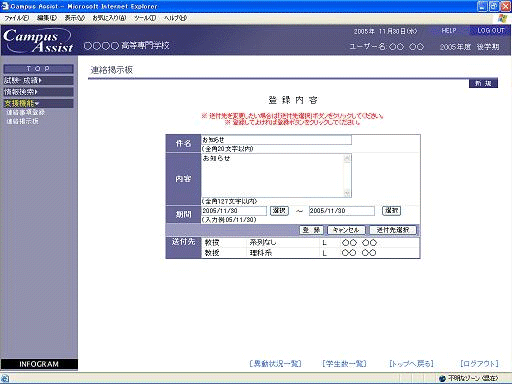 Campus Assist - Microsoft Internet Explorer
ファイル(F) 編集(E) 表示(V) お気に入り(A) ツール(T) ヘルプ(H)
Campus Assist
2005年 11月30日(水) HELP LOG OUT
〇〇〇〇高等専門学校 ユーザー名 〇〇 〇〇 2005年度 後学期
TOP
試験・成績
情報検索
支援機能
連絡事項登録
連絡掲示板
連絡掲示板
新規
登録内容
※ 送付先を変更したい場合は[送付先選択]ボタンをクリックしてください。
※ 登録してよければ登録ボタンをクリックしてください。
件名 お知らせ
(全角20文字以内)
内容 お知らせ
(全角127文字以内)
期間 2005/11/30 選択 ～ 2005/11/30 選択
(入力例05/11/30)
登録 キャンセル 送付先選択
送付先 教授 系列なし L 〇〇 〇〇
教授 理科系 L 〇〇 〇〇
INFOGRAM
[異動状況一覧] [学生数一覧] [トップへ戻る] [ログアウト]
不明なゾーン (混在)